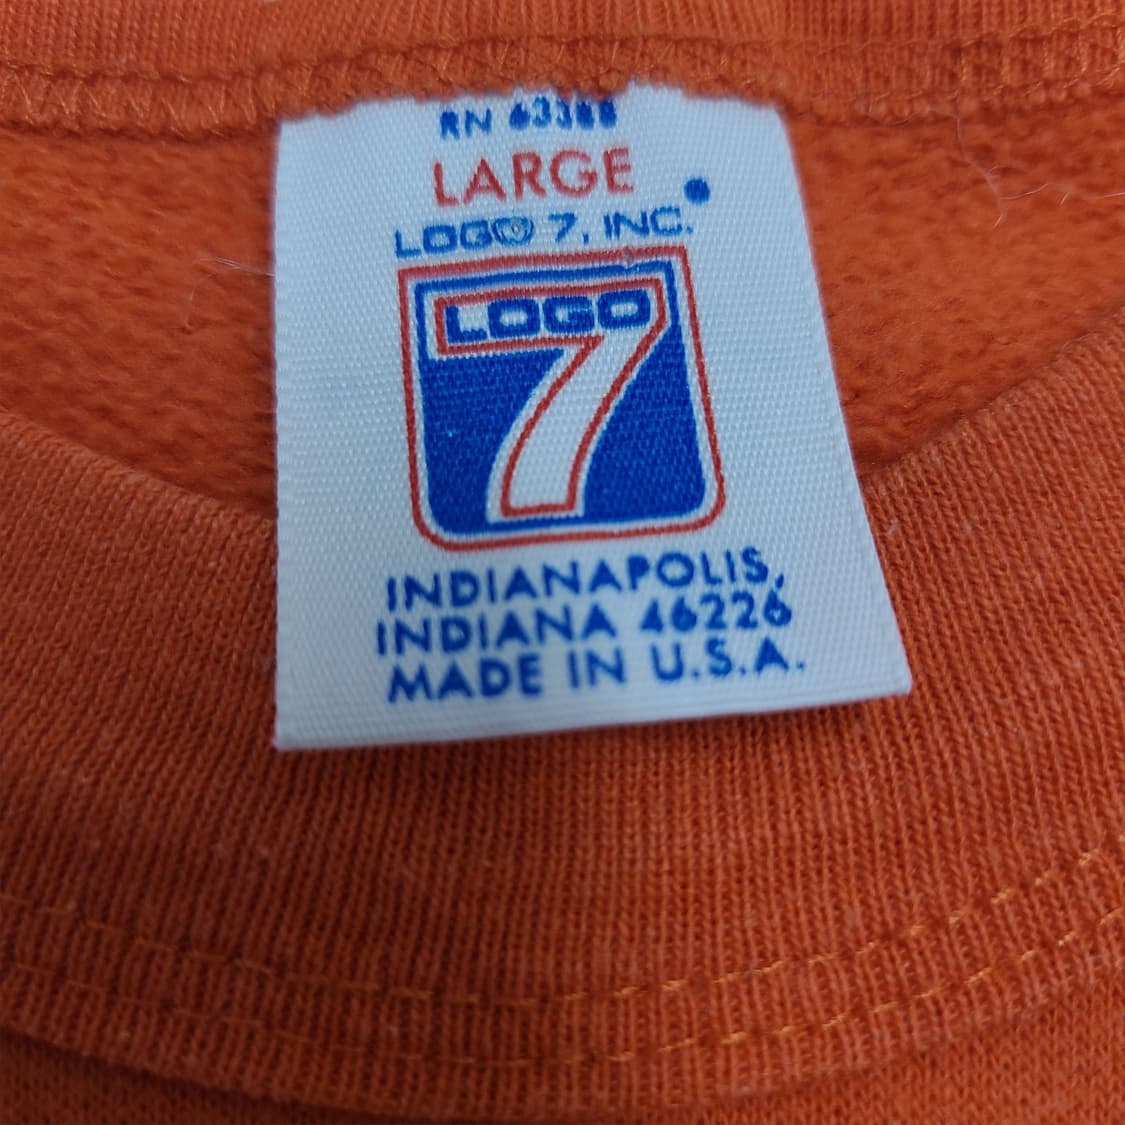 RN 63388
LARGE
LOGO 7, INC.
LOGO
7
INDIANAPOLIS,
INDIANA 46226
MADE IN U.S.A.